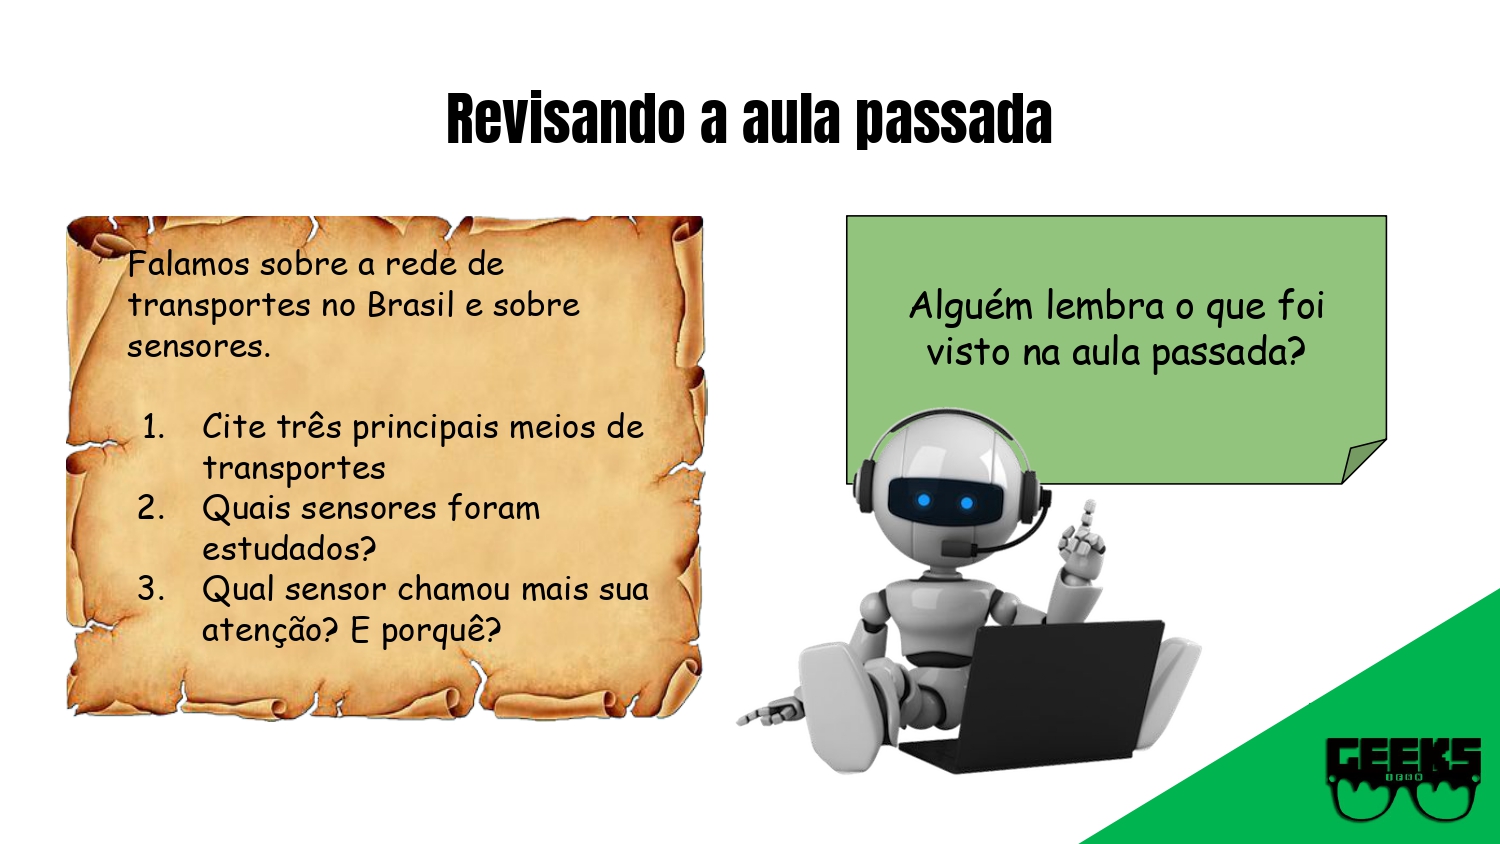 Revisando a aula passada
Falamos sobre a rede de
transportes no Brasil e sobre
sensores.
1. Cite três principais meios de
transportes
2. Quais sensores foram
estudados?
3. Qual sensor chamou mais sua
atenção? E porquê?
Alguém lembra o que foi
visto na aula passada?
GEEKS
IFRN